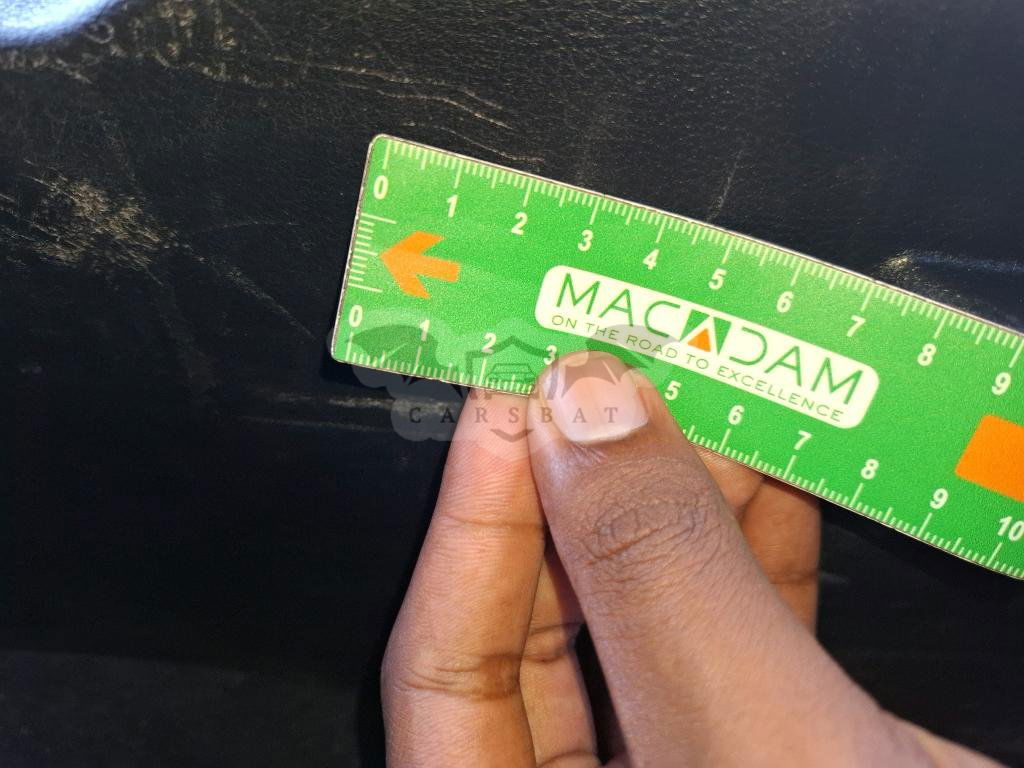 0 1 2 3 4 5 6 7 8 9
MACADAM
ON THE ROAD TO EXCELLENCE
0 1 2 3 5 6 7 8 9 10
CARSBAT